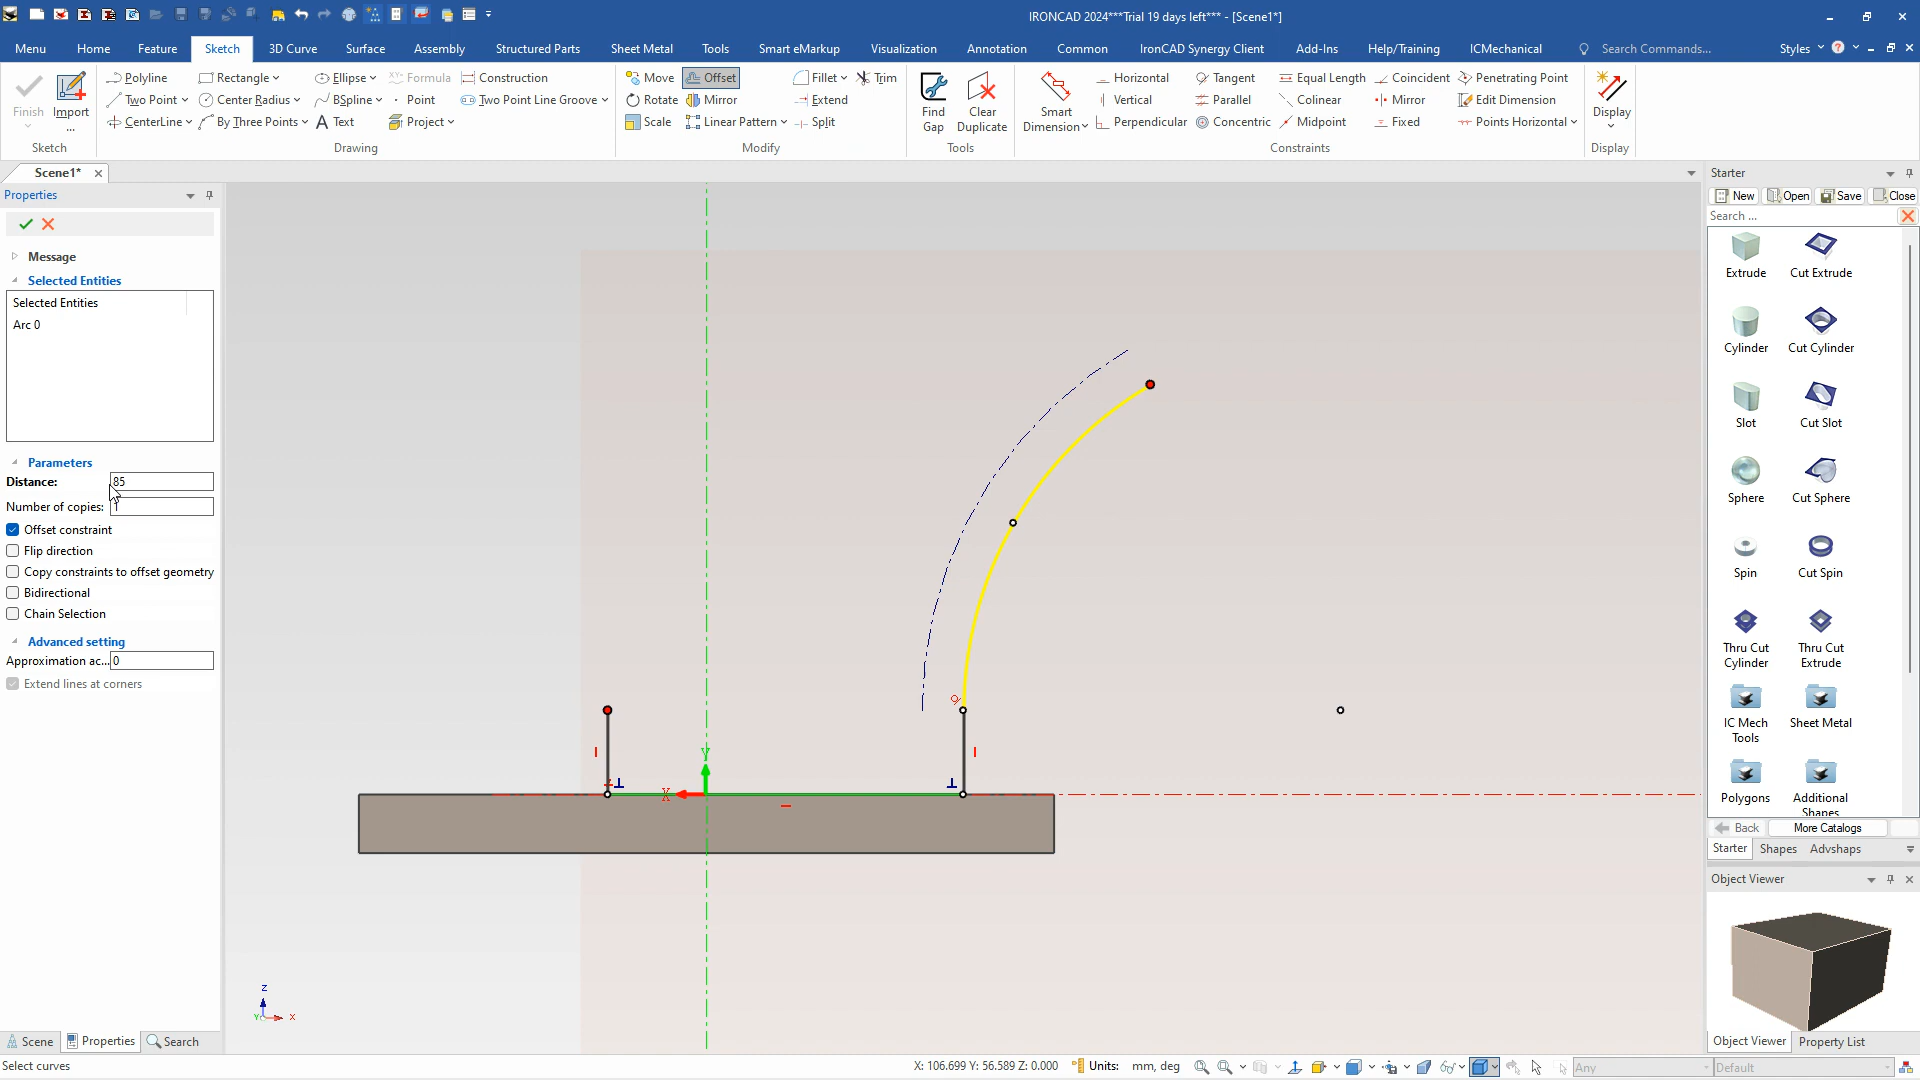 IRONCAD 2024***Trial 19 days left*** - [Scene1*]
Menu Home Feature Sketch 3D Curve Surface Assembly Structured Parts Sheet Metal Tools Smart eMarkup Visualization Annotation Common IronCAD Synergy Client Add-Ins Help/Training ICMechanical Search Commands... Styles
Polyline Rectangle Ellipse Formula Construction Move Offset Fillet Trim Horizontal Tangent Equal Length Coincident Penetrating Point
Two Point Center Radius BSpline Point Two Point Line Groove Rotate Mirror Extend Vertical Parallel Colinear Mirror Edit Dimension
CenterLine By Three Points Text Project Scale Linear Pattern Split Perpendicular Concentric Midpoint Fixed Points Horizontal
Finish Import ...
Find Gap Clear Duplicate Smart Dimension Display
Sketch Drawing Modify Tools Constraints Display
Scene1*
Properties
Message
Selected Entities
Selected Entities
Arc 0
Parameters
Distance: 85
Number of copies: 1
Offset constraint
Flip direction
Copy constraints to offset geometry
Bidirectional
Chain Selection
Advanced setting
Approximation ac... 0
Extend lines at corners
Scene Properties Search
Y
X
Z
Y X
Starter
New Open Save Close
Search ...
Extrude Cut Extrude
Cylinder Cut Cylinder
Slot Cut Slot
Sphere Cut Sphere
Spin Cut Spin
Thru Cut Cylinder Thru Cut Extrude
IC Mech Tools Sheet Metal
Polygons Additional Shapes
Back More Catalogs
Starter Shapes Advshaps
Object Viewer
Object Viewer Property List
Select curves X: 106.699 Y: 56.589 Z: 0.000 Units: mm, deg Any Default